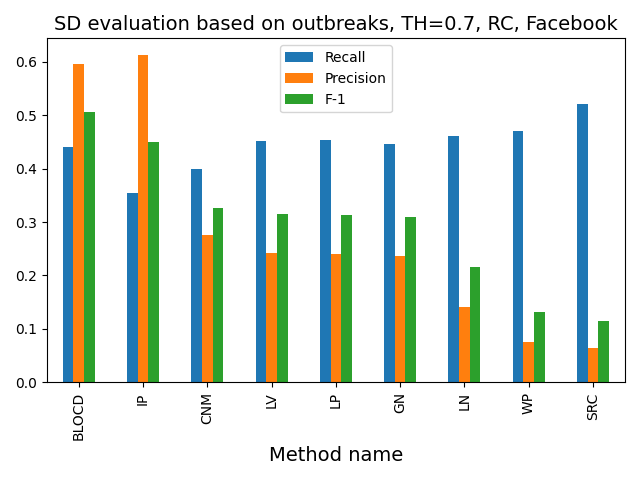 SD evaluation based on outbreaks, TH=0.7, RC, Facebook
Recall
Precision
F-1
0.6
0.5
0.4
0.3
0.2
0.1
0.0
BLOCD
IP
CNM
LV
LP
GN
LN
WP
SRC
Method name